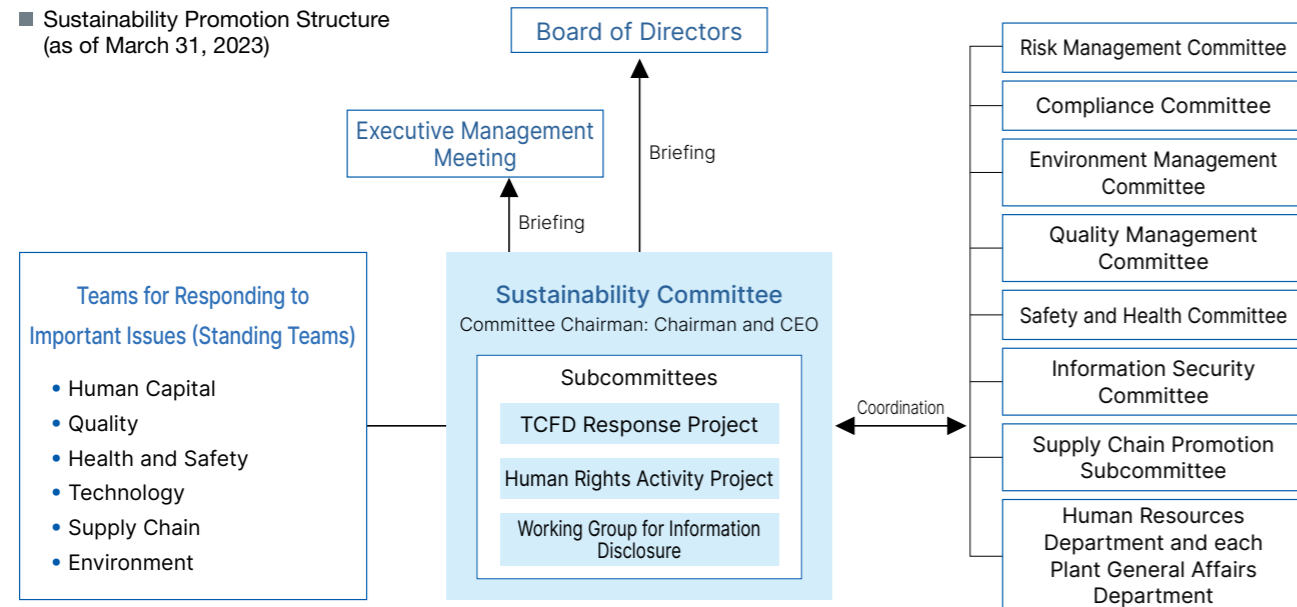 Sustainability Promotion Structure
(as of March 31, 2023)
Board of Directors
Executive Management
Meeting
Briefing
Briefing
Teams for Responding to
Important Issues (Standing Teams)
• Human Capital
• Quality
• Health and Safety
• Technology
• Supply Chain
• Environment
Sustainability Committee
Committee Chairman: Chairman and CEO
Subcommittees
TCFD Response Project
Human Rights Activity Project
Working Group for Information
Disclosure
Coordination
Risk Management Committee
Compliance Committee
Environment Management
Committee
Quality Management
Committee
Safety and Health Committee
Information Security
Committee
Supply Chain Promotion
Subcommittee
Human Resources
Department and each
Plant General Affairs
Department